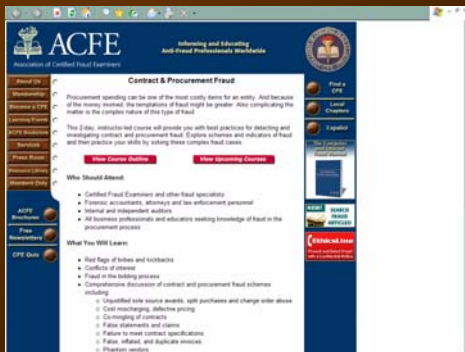 ACFE
Association of Certified Fraud Examiners
Informing and Educating
Anti-Fraud Professionals Worldwide
About Us
Membership
Become a CFE
Learning Events
ACFE Bookstore
Services
Press Room
Resource Library
Members Only
ACFE
Brochures
Free
Newsletters
CFE Quiz
Contract & Procurement Fraud
Procurement spending can be one of the most costly items for an entity. And because
of the money involved, the temptations of fraud might be greater. Also complicating the
matter is the complex nature of this type of fraud.
This 2-day, instructor-led course will provide you with best practices for detecting and
investigating contract and procurement fraud. Explore schemes and indicators of fraud
and then practice your skills by solving these complex fraud cases.
View Course Outline
View Upcoming Courses
Who Should Attend:
Certified Fraud Examiners and other fraud specialists
Forensic accountants, attorneys and law enforcement personnel
Internal and independent auditors
All business professionals and educators seeking knowledge of fraud in the
procurement process
What You Will Learn:
Red flags of bribes and kickbacks
Conflicts of interest
Fraud in the bidding process
Comprehensive discussion of contract and procurement fraud schemes
including:
Unjustified sole source awards, split purchases and change order abuse
Cost mischarging, defective pricing
Co-mingling of contracts
False statements and claims
Failure to meet contract specifications
False, inflated, and duplicate invoices
Phantom vendors
Find a
CFE
Local
Chapters
Español
NEW!
SEARCH
FRAUD
ARTICLES
EthicsLine